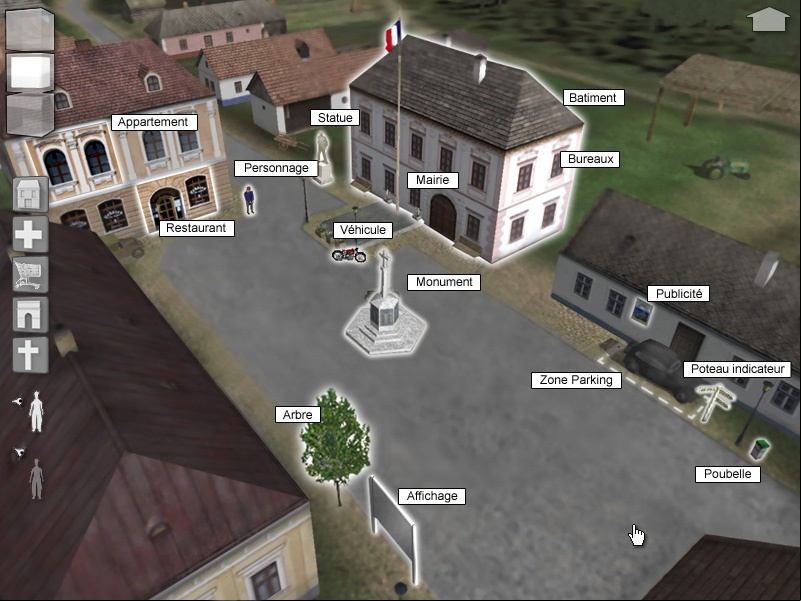 Batiment
Statue
Appartement
Bureaux
Personnage
Mairie
Restaurant
Véhicule
Monument
Publicité
Poteau indicateur
Zone Parking
Arbre
Poubelle
Affichage